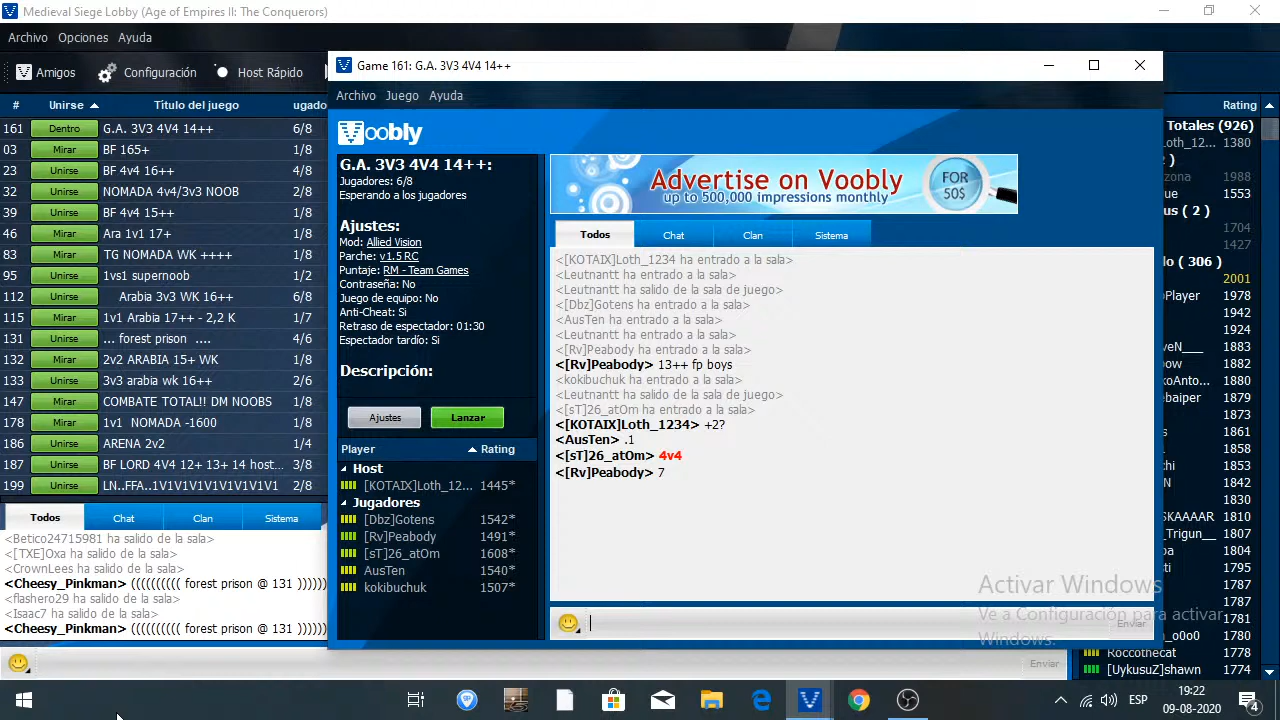 Medieval Siege Lobby (Age of Empires II: The Conquerors)
Archivo Opciones Ayuda
Amigos Configuración Host Rápido
# Unirse Título del juego ugado
161 Dentro G.A. 3V3 4V4 14++ 6/8
03 Mirar BF 165+ 1/8
23 Unirse BF 4v4 16++ 4/8
32 Unirse NOMADA 4v4/3v3 NOOB 2/8
39 Unirse BF 4v4 15++ 1/8
46 Mirar Ara 1v1 17+ 1/8
83 Mirar TG NOMADA WK ++++ 1/8
95 Unirse 1vs1 supernoob 1/2
112 Unirse Arabia 3v3 WK 16++ 6/8
115 Mirar 1v1 Arabia 17++ - 2,2 K 1/8
131 Unirse ... forest prison .... 4/6
132 Mirar 2v2 ARABIA 15+ WK 1/8
133 Unirse 3v3 arabia wk 16++ 2/6
147 Mirar COMBATE TOTAL!! DM NOOBS 1/8
178 Mirar 1v1 NOMADA -1600 1/8
186 Unirse ARENA 2v2 1/4
187 Unirse BF LORD 4V4 12+ 13+ 14 host... 3/8
199 Unirse LN..FFA..1V1V1V1V1V1V1V1 2/8
Todos Chat Clan Sistema
<Betico24715981 ha salido de la sala>
<[TXE]Oxa ha salido de la sala>
<CrownLees ha salido de la sala>
<Cheesy_Pinkman> (((((((((( forest prison @ 131 ))))))
<flashero29 ha salido de la sala>
<Isaac7 ha salido de la sala>
<Cheesy_Pinkman> (((((((((( forest prison @ 131 ))))))
Enviar
Game 161: G.A. 3V3 4V4 14++
Archivo Juego Ayuda
Voobly
G.A. 3V3 4V4 14++:
Jugadores: 6/8
Esperando a los jugadores
Ajustes:
Mod: Allied Vision
Parche: v1.5 RC
Puntaje: RM - Team Games
Contraseña: No
Juego de equipo: No
Anti-Cheat: Si
Retraso de espectador: 01:30
Espectador tardío: Si
Descripción:
Ajustes Lanzar
Player Rating
Host
[KOTAIX]Loth_12... 1445*
Jugadores
[Dbz]Gotens 1542*
[Rv]Peabody 1491*
[sT]26_atOm 1608*
AusTen 1540*
kokibuchuk 1507*
Advertise on Voobly
up to 500,000 impressions monthly
FOR
50$
Todos Chat Clan Sistema
<[KOTAIX]Loth_1234 ha entrado a la sala>
<Leutnantt ha entrado a la sala>
<Leutnantt ha salido de la sala de juego>
<[Dbz]Gotens ha entrado a la sala>
<AusTen ha entrado a la sala>
<Leutnantt ha entrado a la sala>
<[Rv]Peabody ha entrado a la sala>
<[Rv]Peabody> 13++ fp boys
<kokibuchuk ha entrado a la sala>
<Leutnantt ha salido de la sala de juego>
<[sT]26_atOm ha entrado a la sala>
<[KOTAIX]Loth_1234> +2?
<AusTen> .1
<[sT]26_atOm> 4v4
<[Rv]Peabody> 7
Enviar
Activar Windows
Ve a Configuración para activar
Windows.
Rating
Totales (926)
Loth_12... 1380
2 )
zona 1988
ue 1553
us ( 2 )
1704
1427
do ( 306 )
2001
Player 1978
1942
1924
veN___ 1883
koAnto... 1880
ebaiper 1880
1873
1841
1830
SKAAAAR 1810
_Trigun__ 1807
1804
1795
1787
1787
1781
a_o0o0 1780
Roccothecat 1778
[UykusuZ]shawn 1774
ESP
19:22
09-08-2020
4